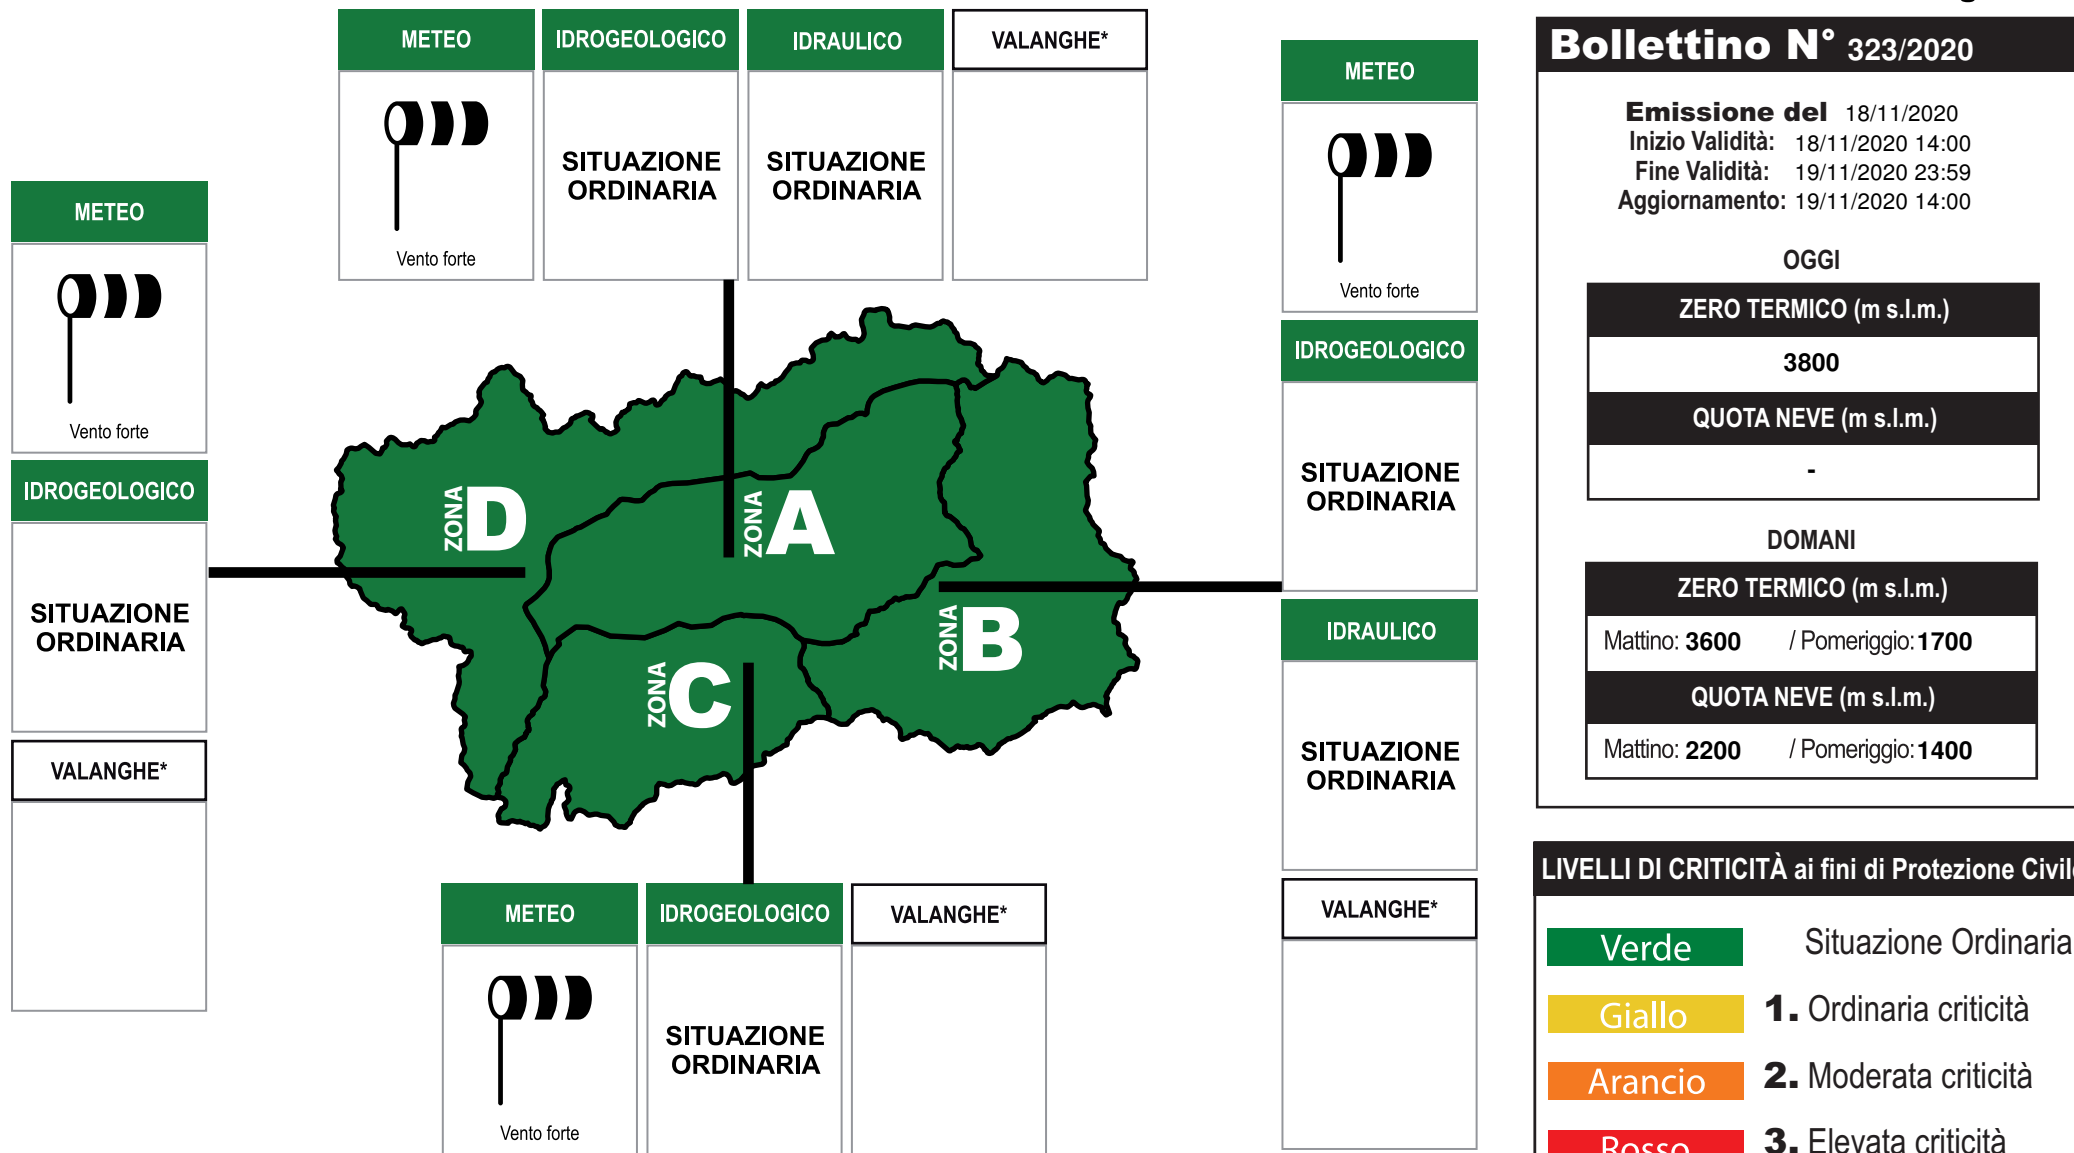 METEO
IDROGEOLOGICO
IDRAULICO
VALANGHE*
Vento forte
SITUAZIONE
ORDINARIA
SITUAZIONE
ORDINARIA
METEO
Vento forte
IDROGEOLOGICO
SITUAZIONE
ORDINARIA
VALANGHE*
METEO
Vento forte
IDROGEOLOGICO
SITUAZIONE
ORDINARIA
IDRAULICO
SITUAZIONE
ORDINARIA
VALANGHE*
ZONA D
ZONA A
ZONA B
ZONA C
METEO
IDROGEOLOGICO
VALANGHE*
Vento forte
SITUAZIONE
ORDINARIA
Bollettino N° 323/2020
Emissione del 18/11/2020
Inizio Validità: 18/11/2020 14:00
Fine Validità: 19/11/2020 23:59
Aggiornamento: 19/11/2020 14:00
OGGI
ZERO TERMICO (m s.l.m.)
3800
QUOTA NEVE (m s.l.m.)
-
DOMANI
ZERO TERMICO (m s.l.m.)
Mattino: 3600 / Pomeriggio: 1700
QUOTA NEVE (m s.l.m.)
Mattino: 2200 / Pomeriggio: 1400
LIVELLI DI CRITICITÀ ai fini di Protezione Civile
Verde Situazione Ordinaria
Giallo 1. Ordinaria criticità
Arancio 2. Moderata criticità
Rosso 3. Elevata criticità